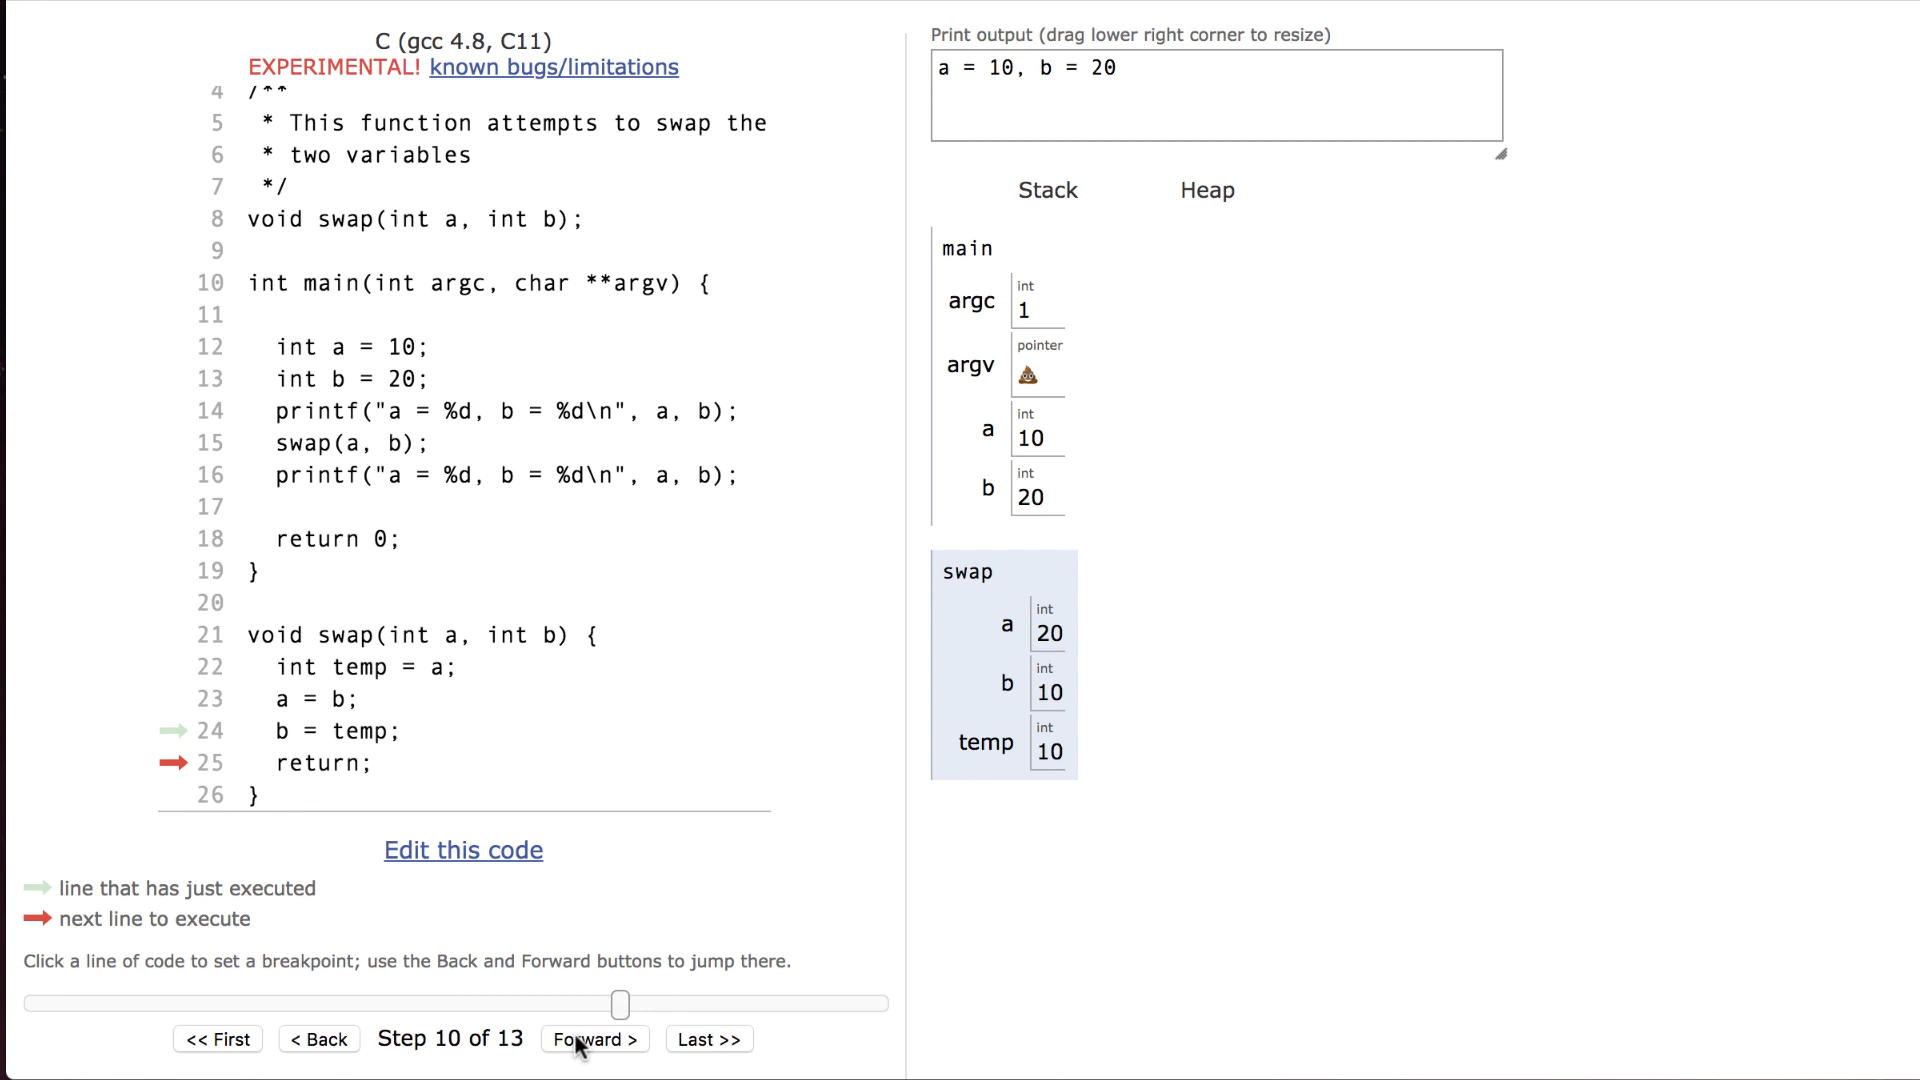 C (gcc 4.8, C11)
EXPERIMENTAL! known bugs/limitations
4 /**
5 * This function attempts to swap the
6 * two variables
7 */
8 void swap(int a, int b);
9
10 int main(int argc, char **argv) {
11
12 int a = 10;
13 int b = 20;
14 printf("a = %d, b = %d\n", a, b);
15 swap(a, b);
16 printf("a = %d, b = %d\n", a, b);
17
18 return 0;
19 }
20
21 void swap(int a, int b) {
22 int temp = a;
23 a = b;
24 b = temp;
25 return;
26 }
Edit this code
line that has just executed
next line to execute
Click a line of code to set a breakpoint; use the Back and Forward buttons to jump there.
<< First < Back Step 10 of 13 Forward > Last >>
Print output (drag lower right corner to resize)
a = 10, b = 20
Stack Heap
main
int
argc 1
pointer
argv 💩
int
a 10
int
b 20
swap
int
a 20
int
b 10
int
temp 10